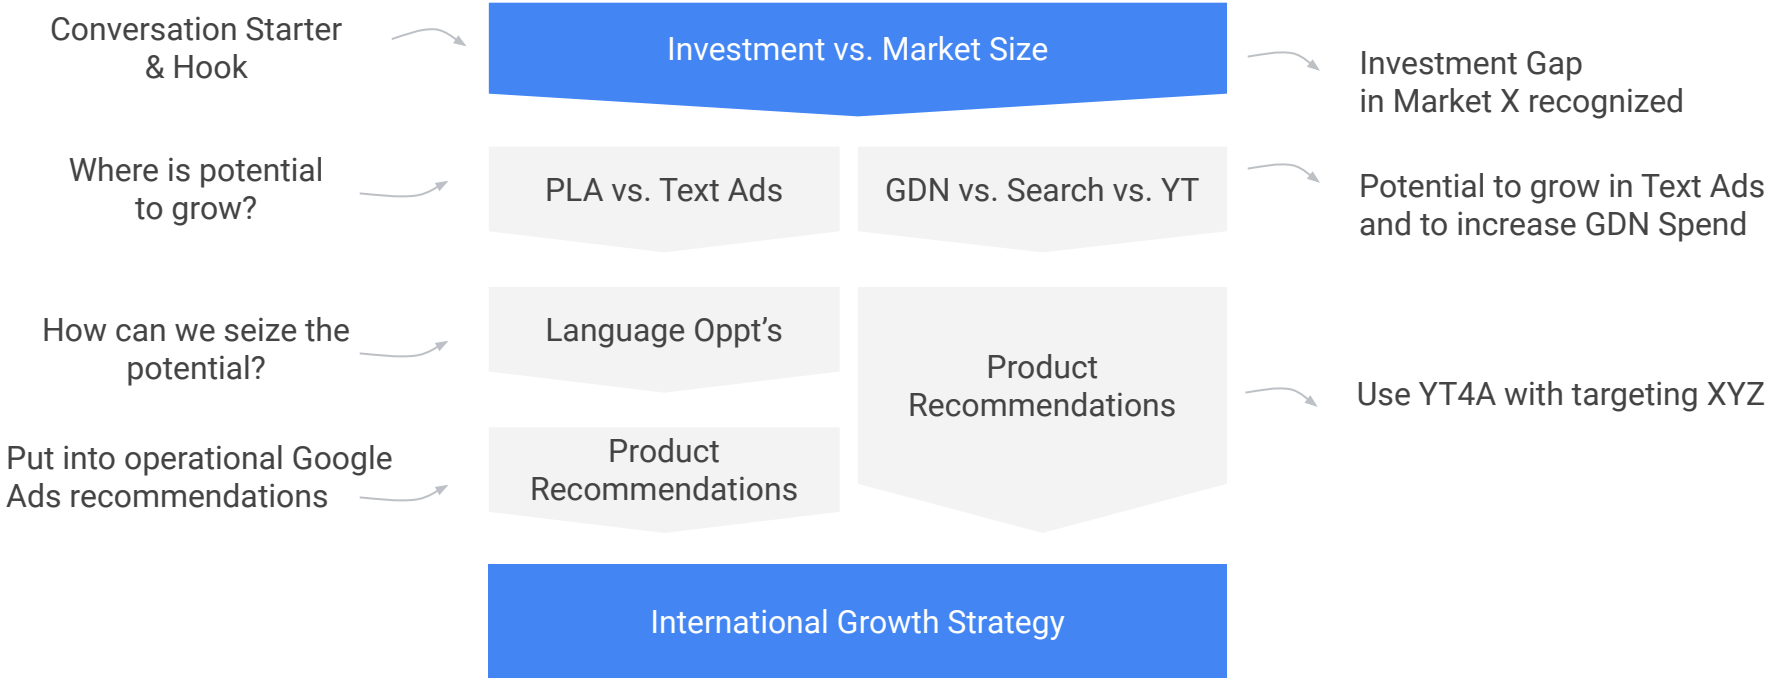 Conversation Starter
& Hook
Investment vs. Market Size
Investment Gap
in Market X recognized
Where is potential
to grow?
PLA vs. Text Ads
GDN vs. Search vs. YT
Potential to grow in Text Ads
and to increase GDN Spend
How can we seize the
potential?
Language Oppt’s
Product
Recommendations
Use YT4A with targeting XYZ
Put into operational Google
Ads recommendations
Product
Recommendations
International Growth Strategy